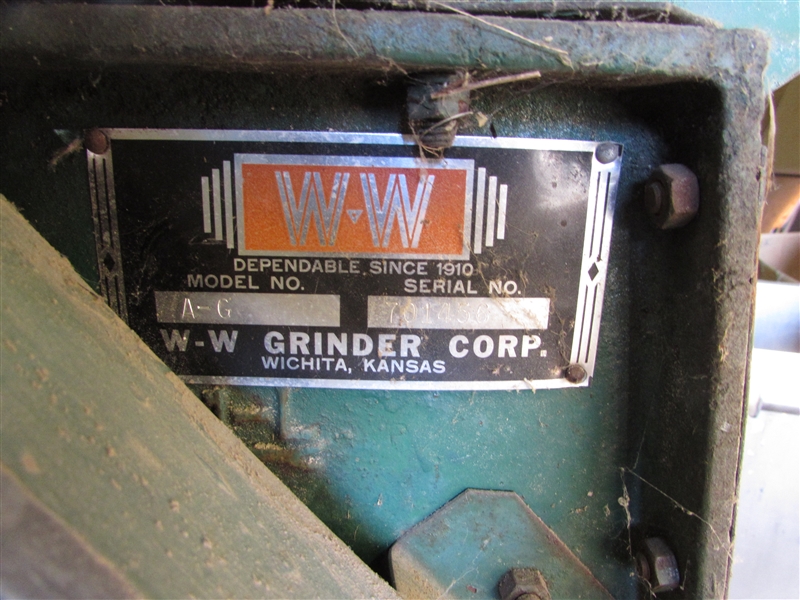 W-W
DEPENDABLE SINCE 1910
MODEL NO. SERIAL NO.
A-G
W-W GRINDER CORP.
WICHITA, KANSAS